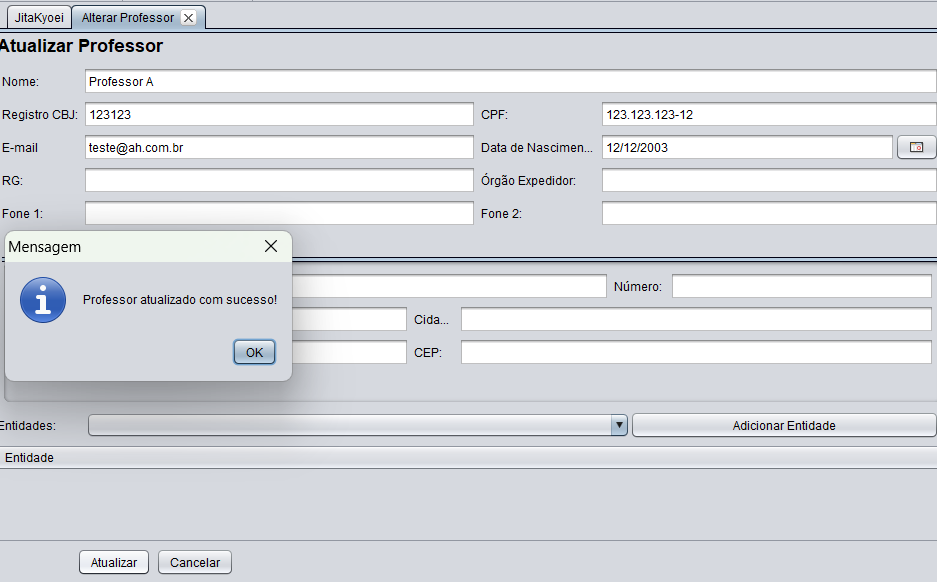 JitaKyoei Alterar Professor
Atualizar Professor
Nome: Professor A
Registro CBJ: 123123 CPF: 123.123.123-12
E-mail teste@ah.com.br Data de Nascimen... 12/12/2003
RG: Órgão Expedidor:
Fone 1: Fone 2:
Mensagem
Professor atualizado com sucesso!
OK
Número:
Cida...
CEP:
Entidades: Adicionar Entidade
Entidade
Atualizar Cancelar